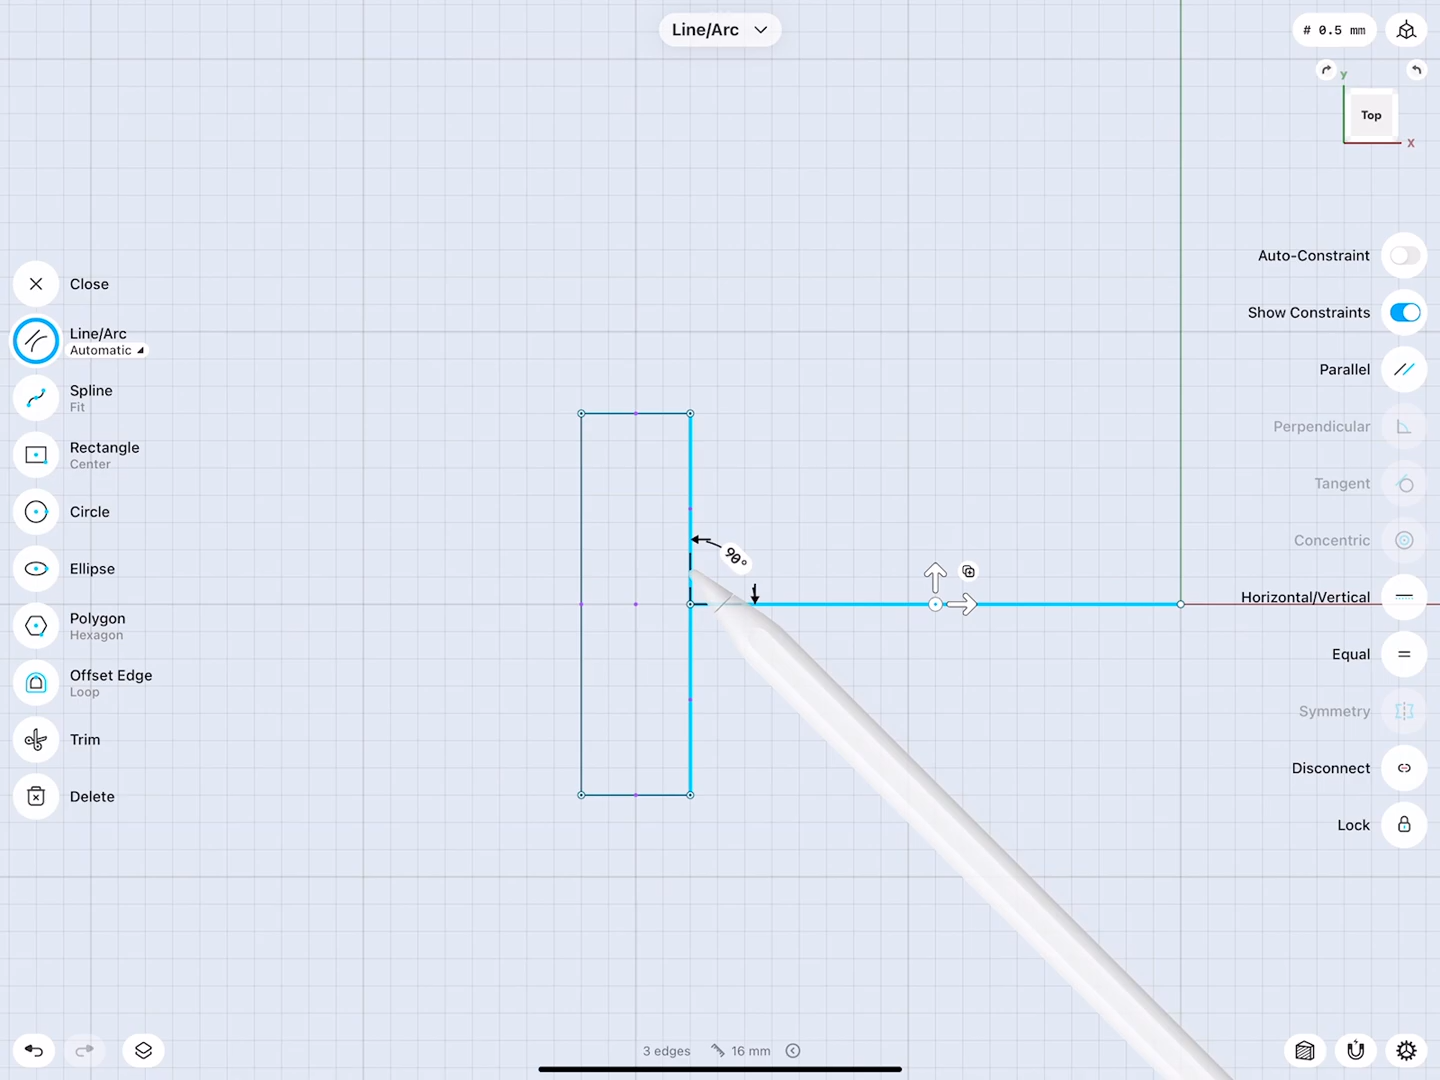 Line/Arc
# 0.5 mm
y
Top
X
Close
Line/Arc
Automatic
Spline
Fit
Rectangle
Center
Circle
Ellipse
Polygon
Hexagon
Offset Edge
Loop
Trim
Delete
90°
Auto-Constraint
Show Constraints
Parallel
Perpendicular
Tangent
Concentric
Horizontal/Vertical
Equal
Symmetry
Disconnect
Lock
3 edges
16 mm